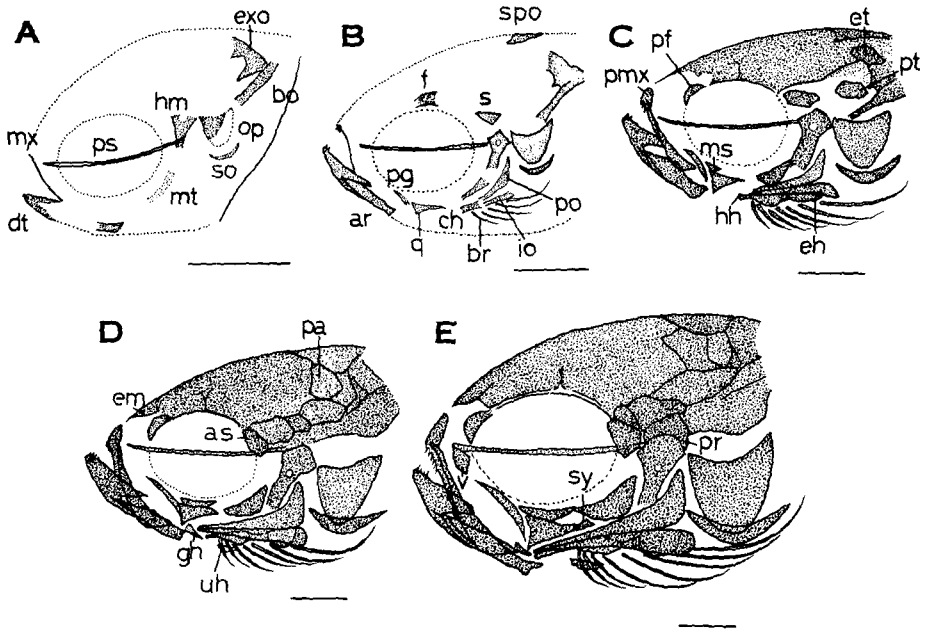 A
exo
bo
hm
op
so
mx
ps
mt
dt
B
spo
f
s
pg
ar
q
ch
br
io
po
C
pf
et
pmx
pt
ms
hh
eh
D
pa
em
as
gh
uh
E
pr
sy